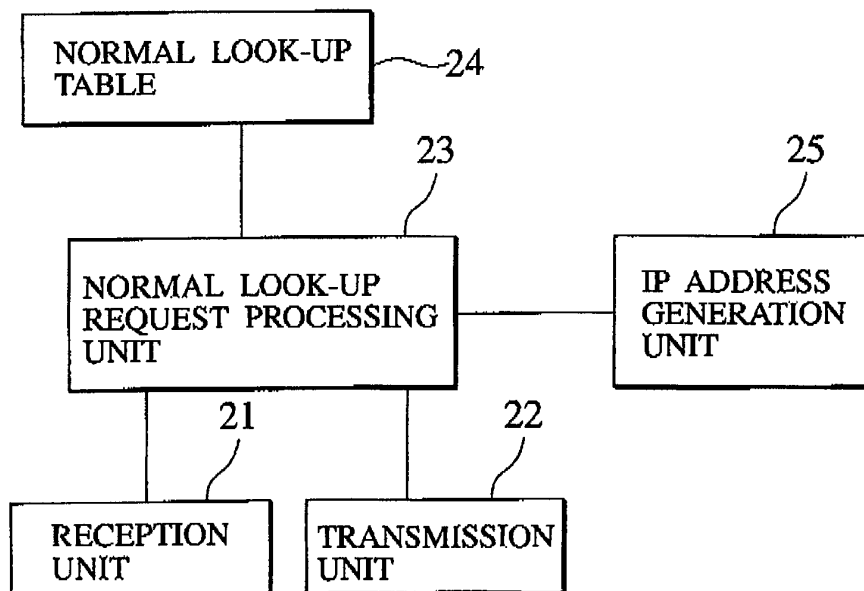 NORMAL LOOK-UP
TABLE
24
23
25
NORMAL LOOK-UP
REQUEST PROCESSING
UNIT
IP ADDRESS
GENERATION
UNIT
21
22
RECEPTION
UNIT
TRANSMISSION
UNIT